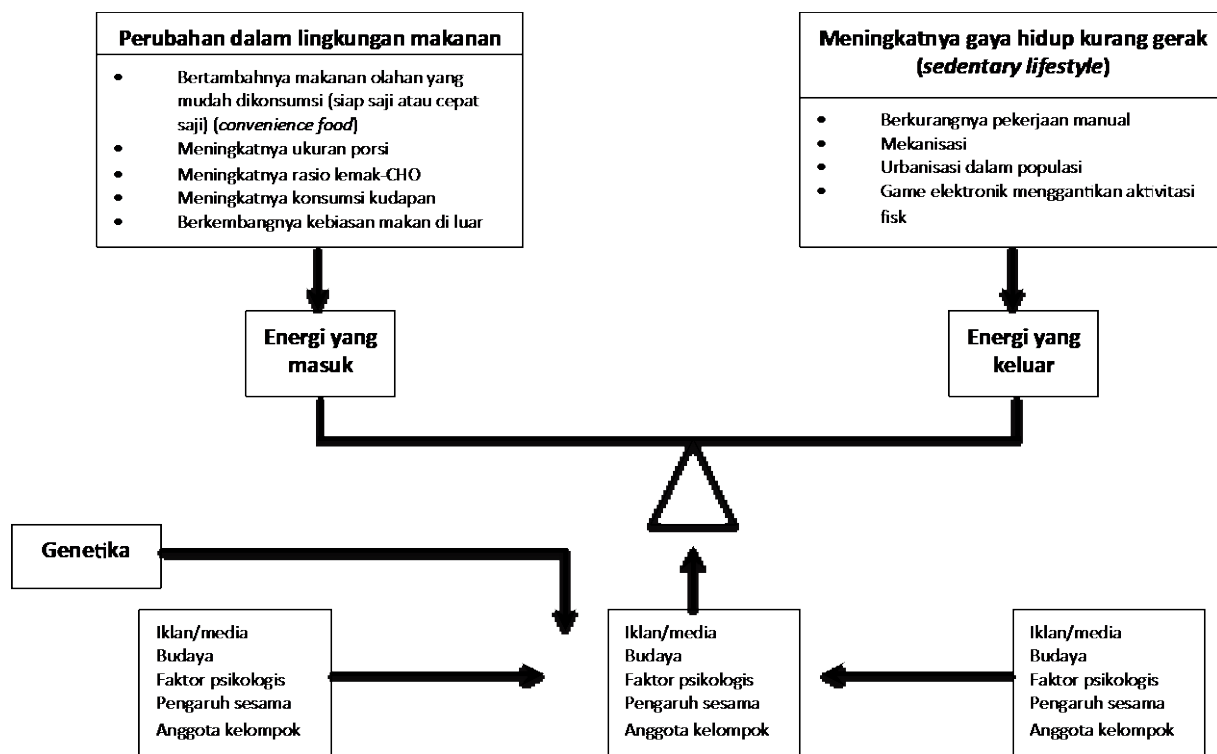 Perubahan dalam lingkungan makanan
• Bertambahnya makanan olahan yang
mudah dikonsumsi (siap saji atau cepat
saji) (convenience food)
• Meningkatnya ukuran porsi
• Meningkatnya rasio lemak-CHO
• Meningkatnya konsumsi kudapan
• Berkembangnya kebiasan makan di luar
Meningkatnya gaya hidup kurang gerak
(sedentary lifestyle)
• Berkurangnya pekerjaan manual
• Mekanisasi
• Urbanisasi dalam populasi
• Game elektronik menggantikan aktivitasi
fisk
Energi yang
masuk
Energi yang
keluar
Genetika
Iklan/media
Budaya
Faktor psikologis
Pengaruh sesama
Anggota kelompok
Iklan/media
Budaya
Faktor psikologis
Pengaruh sesama
Anggota kelompok
Iklan/media
Budaya
Faktor psikologis
Pengaruh sesama
Anggota kelompok